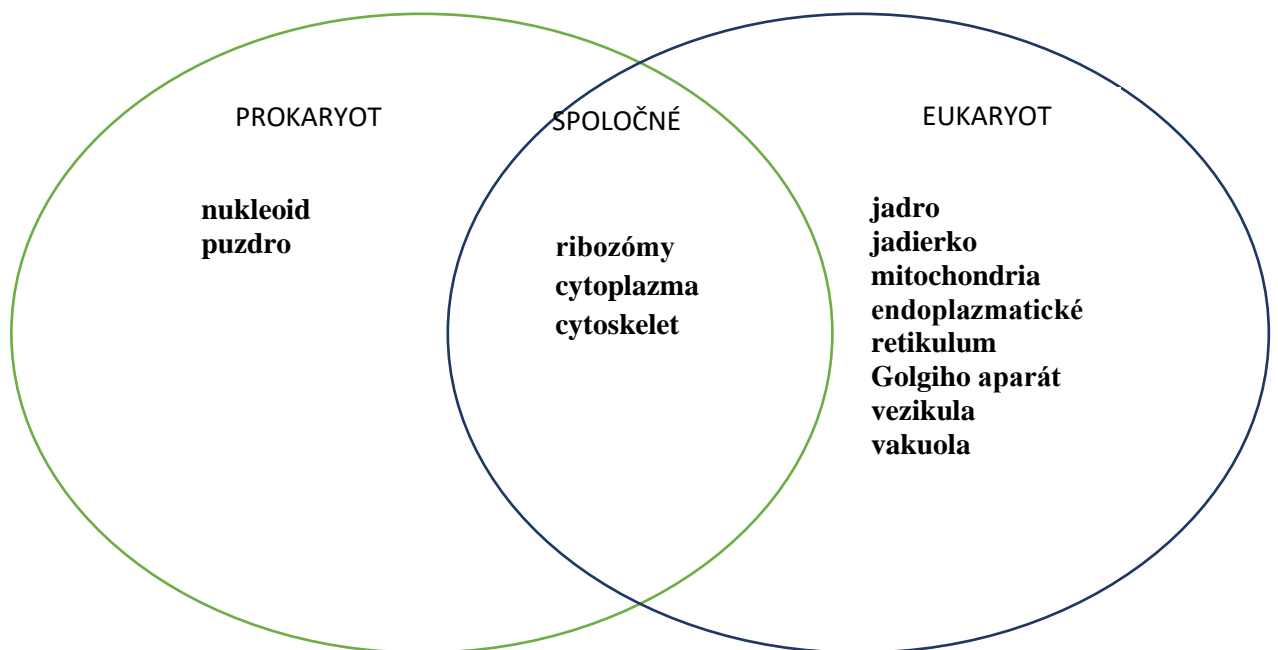 PROKARYOT
nukleoid
puzdro
SPOLOČNÉ
ribozómy
cytoplazma
cytoskelet
EUKARYOT
jadro
jadierko
mitochondria
endoplazmatické
retikulum
Golgiho aparát
vezikula
vakuola